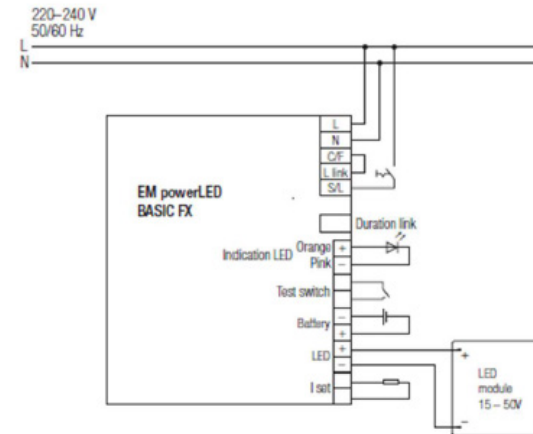 220–240 V
50/60 Hz
L
N
L
N
C/F
L link
S/L
EM powerLED
BASIC FX
Duration link
Indication LED Orange +
Pink –
Test switch
Battery –
+
LED +
–
I set
+
LED
module
15 – 50V
–